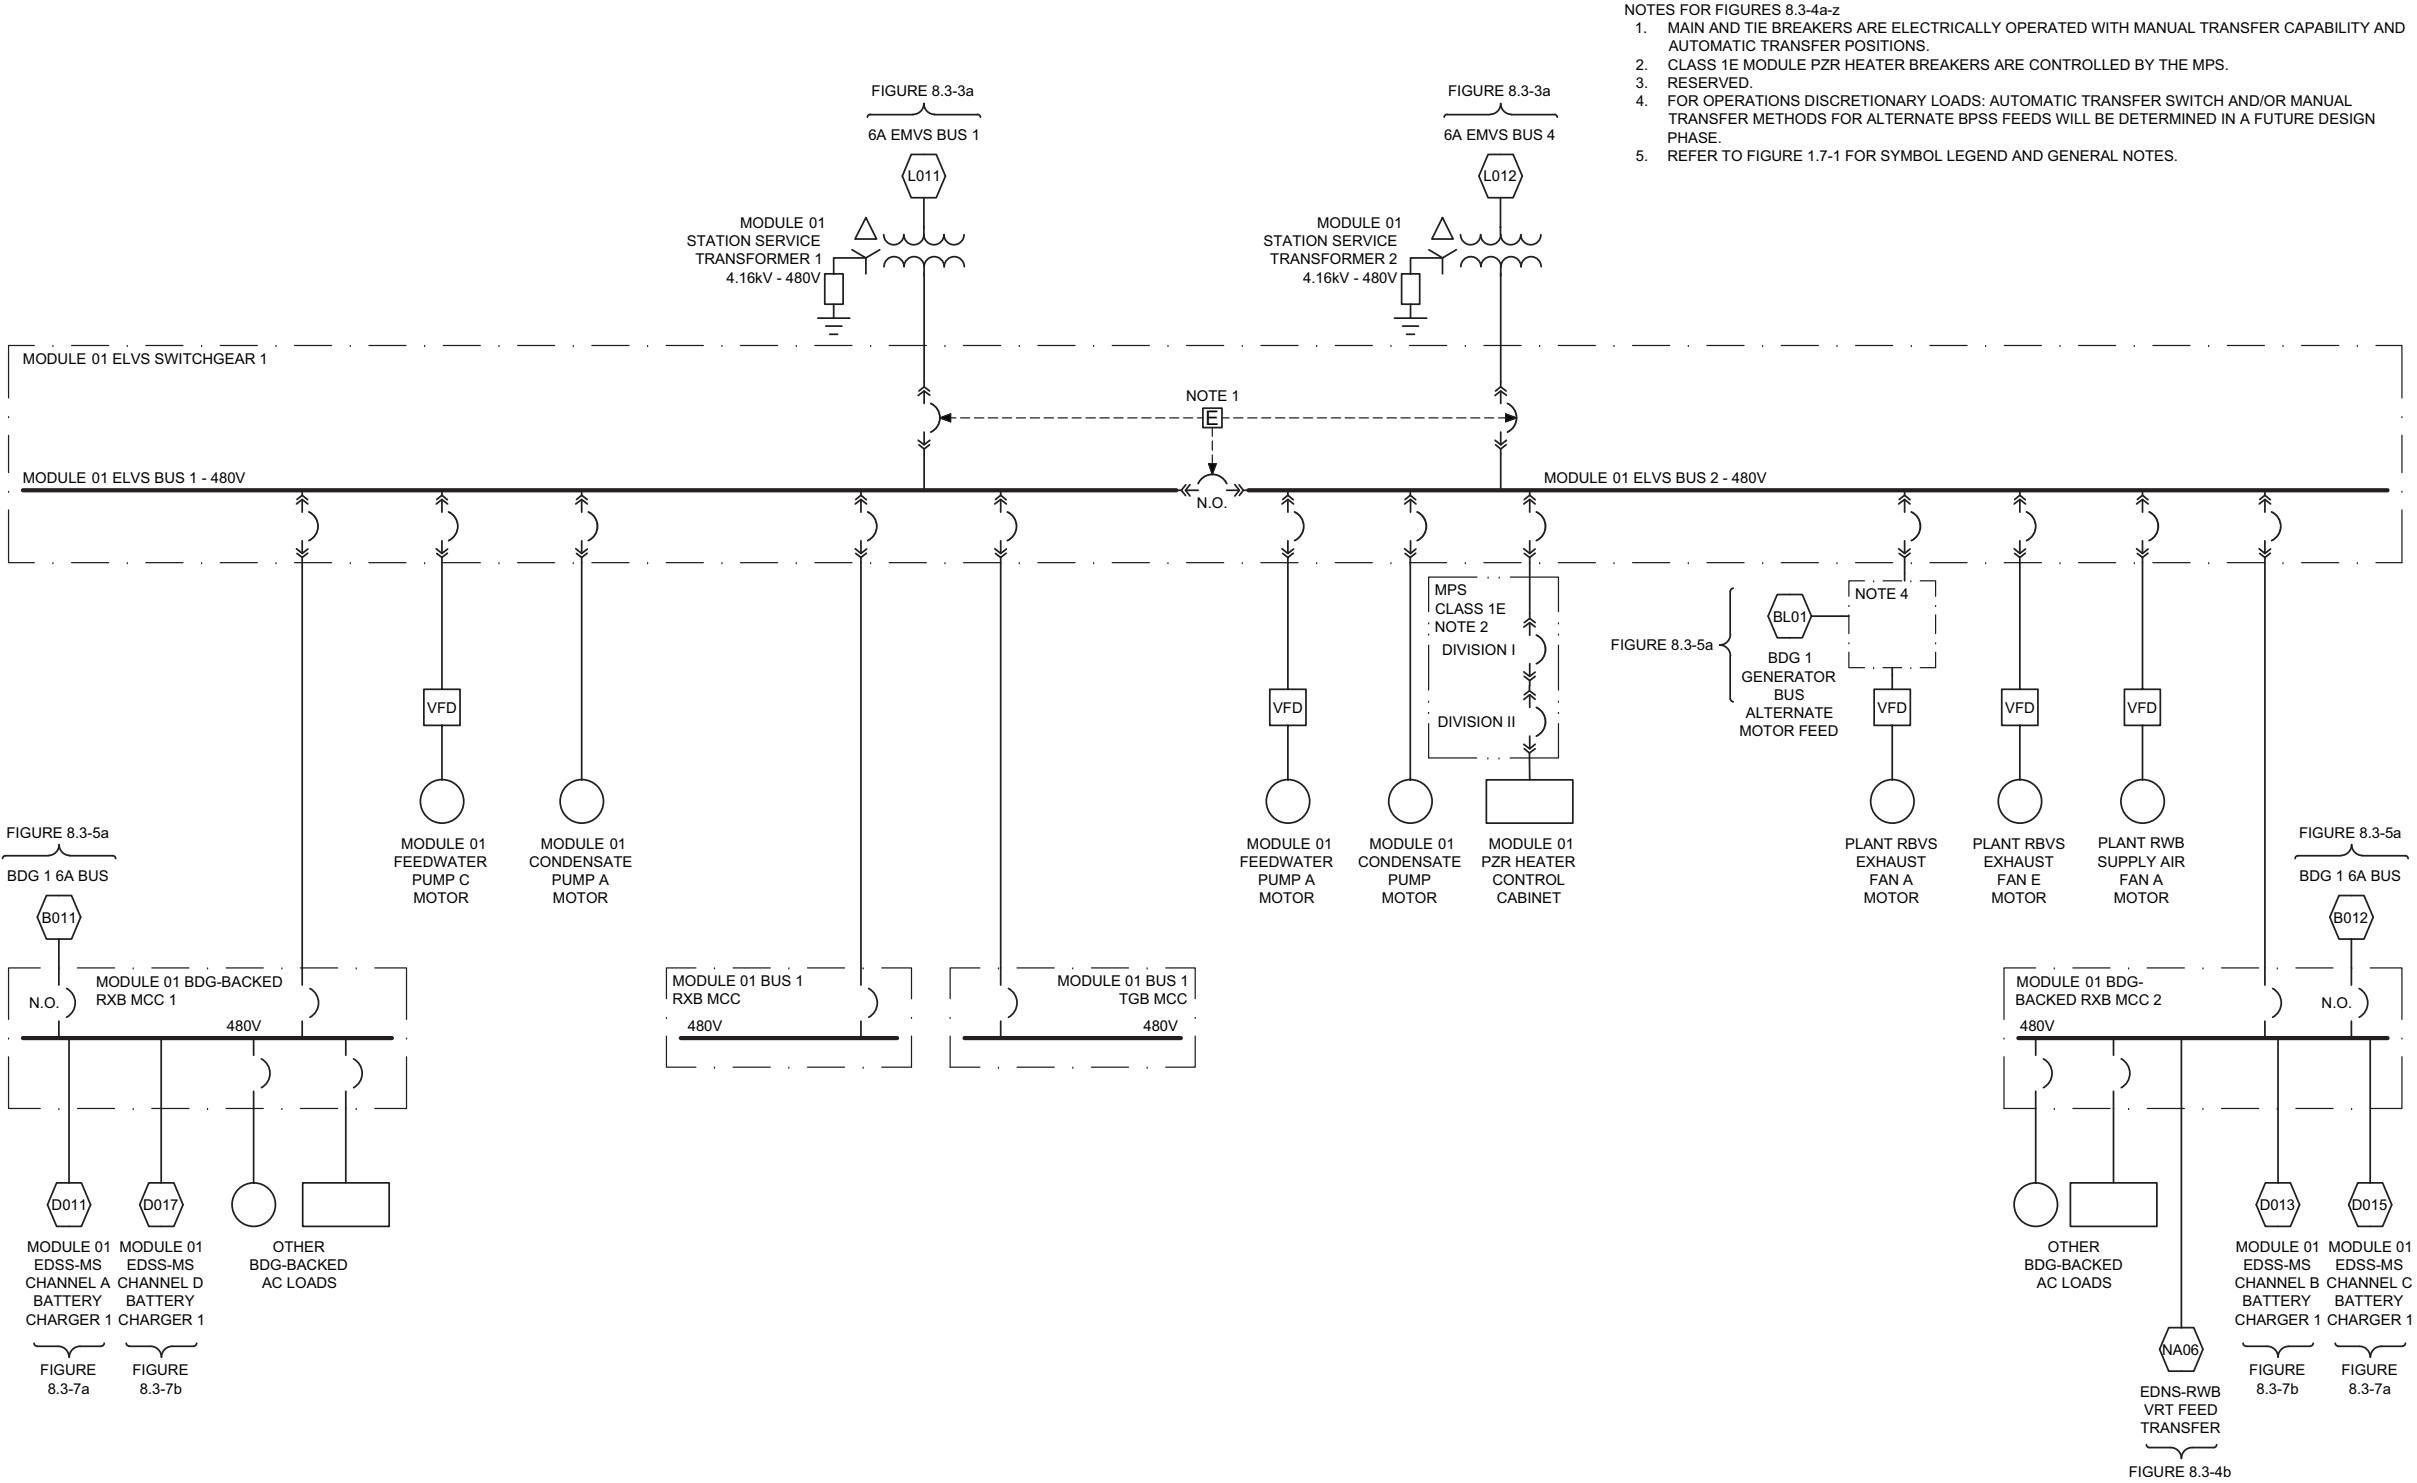 NOTES FOR FIGURES 8.3-4a-z
1. MAIN AND TIE BREAKERS ARE ELECTRICALLY OPERATED WITH MANUAL TRANSFER CAPABILITY AND
AUTOMATIC TRANSFER POSITIONS.
2. CLASS 1E MODULE PZR HEATER BREAKERS ARE CONTROLLED BY THE MPS.
3. RESERVED.
4. FOR OPERATIONS DISCRETIONARY LOADS: AUTOMATIC TRANSFER SWITCH AND/OR MANUAL
TRANSFER METHODS FOR ALTERNATE BPSS FEEDS WILL BE DETERMINED IN A FUTURE DESIGN
PHASE.
5. REFER TO FIGURE 1.7-1 FOR SYMBOL LEGEND AND GENERAL NOTES.
FIGURE 8.3-3a
6A EMVS BUS 1
L011
MODULE 01
STATION SERVICE
TRANSFORMER 1
4.16kV - 480V
FIGURE 8.3-3a
6A EMVS BUS 4
L012
MODULE 01
STATION SERVICE
TRANSFORMER 2
4.16kV - 480V
MODULE 01 ELVS SWITCHGEAR 1
NOTE 1
E
MODULE 01 ELVS BUS 1 - 480V
N.O.
MODULE 01 ELVS BUS 2 - 480V
VFD
MODULE 01
FEEDWATER
PUMP C
MOTOR
MODULE 01
CONDENSATE
PUMP A
MOTOR
VFD
MODULE 01
FEEDWATER
PUMP A
MOTOR
MODULE 01
CONDENSATE
PUMP
MOTOR
MPS
CLASS 1E
NOTE 2
DIVISION I
DIVISION II
MODULE 01
PZR HEATER
CONTROL
CABINET
FIGURE 8.3-5a
BL01
BDG 1
GENERATOR
BUS
ALTERNATE
MOTOR FEED
NOTE 4
VFD
PLANT RBVS
EXHAUST
FAN A
MOTOR
VFD
PLANT RBVS
EXHAUST
FAN E
MOTOR
VFD
PLANT RWB
SUPPLY AIR
FAN A
MOTOR
FIGURE 8.3-5a
BDG 1 6A BUS
B011
N.O.
MODULE 01 BDG-BACKED
RXB MCC 1
480V
MODULE 01 BUS 1
RXB MCC
480V
MODULE 01 BUS 1
TGB MCC
480V
FIGURE 8.3-5a
BDG 1 6A BUS
B012
MODULE 01 BDG-
BACKED RXB MCC 2
N.O.
480V
D011
MODULE 01
EDSS-MS
CHANNEL A
BATTERY
CHARGER 1
FIGURE
8.3-7a
D017
MODULE 01
EDSS-MS
CHANNEL D
BATTERY
CHARGER 1
FIGURE
8.3-7b
OTHER
BDG-BACKED
AC LOADS
OTHER
BDG-BACKED
AC LOADS
NA06
EDNS-RWB
VRT FEED
TRANSFER
FIGURE 8.3-4b
D013
MODULE 01
EDSS-MS
CHANNEL B
BATTERY
CHARGER 1
FIGURE
8.3-7b
D015
MODULE 01
EDSS-MS
CHANNEL C
BATTERY
CHARGER 1
FIGURE
8.3-7a